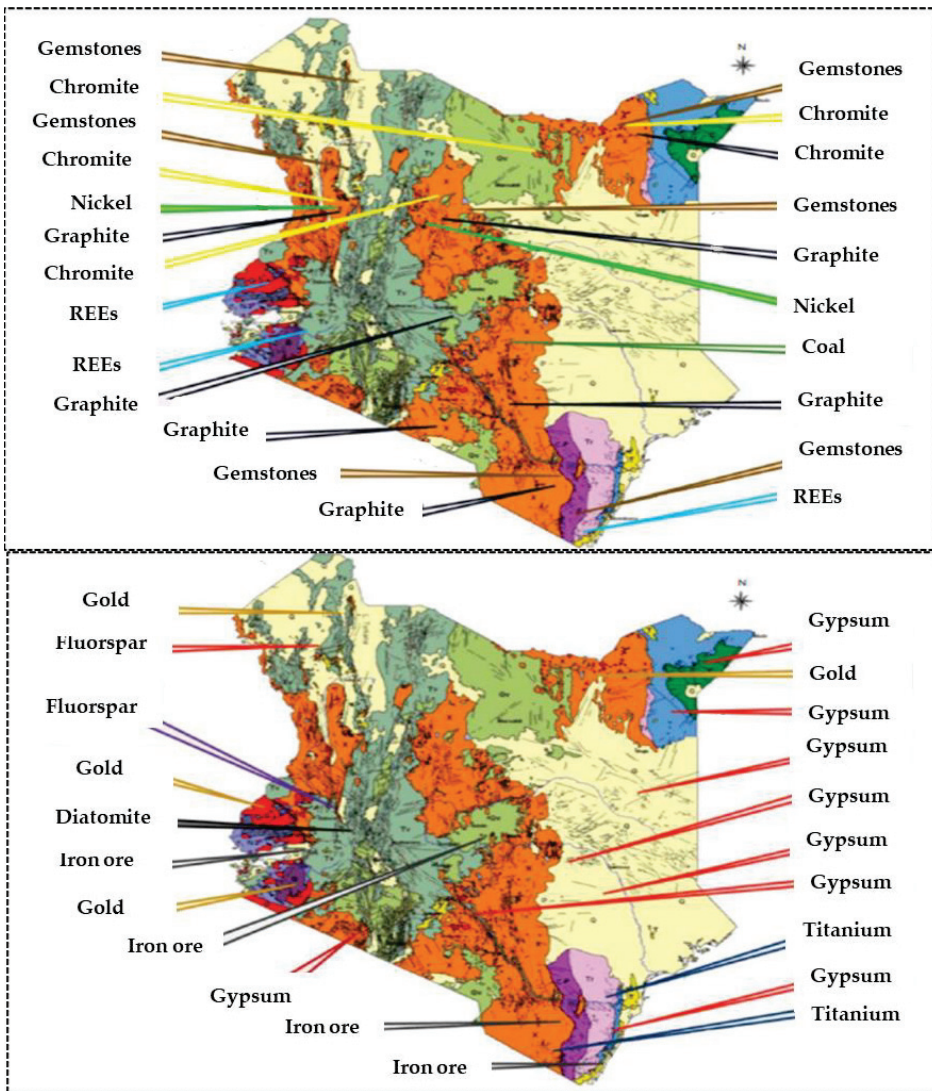 Gemstones
Chromite
Gemstones
Chromite
Nickel
Graphite
Chromite
REEs
REEs
Graphite
Graphite
Gemstones
Graphite
N
Gemstones
Chromite
Chromite
Gemstones
Graphite
Nickel
Coal
Graphite
Gemstones
REEs
Gold
Fluorspar
Fluorspar
Gold
Diatomite
Iron ore
Gold
Iron ore
Gypsum
Iron ore
Iron ore
N
Gypsum
Gold
Gypsum
Gypsum
Gypsum
Gypsum
Gypsum
Titanium
Gypsum
Titanium